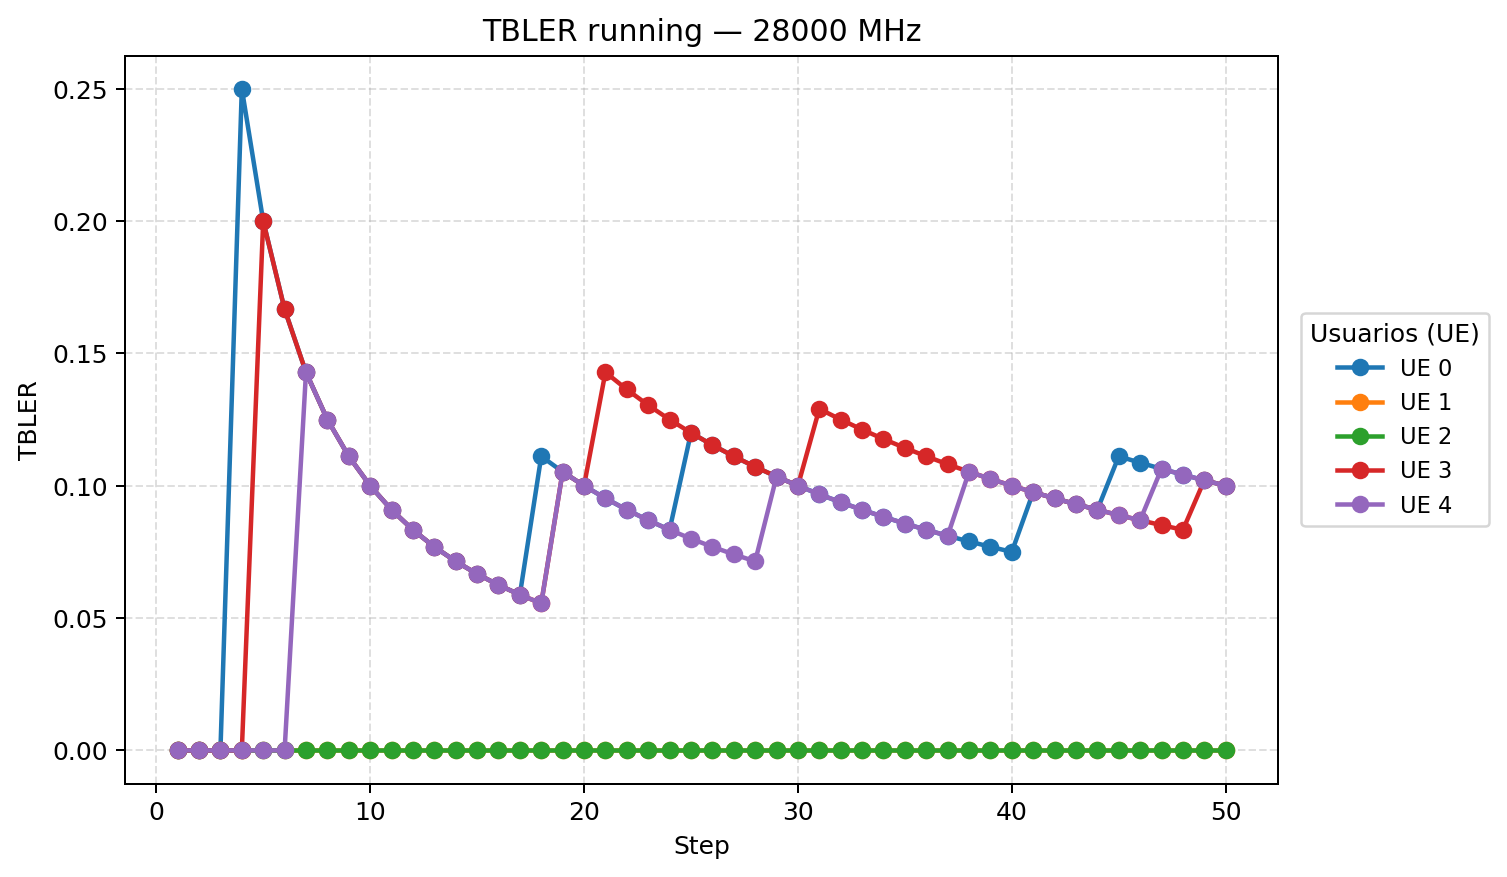 TBLER running — 28000 MHz
TBLER
0.25
0.20
0.15
0.10
0.05
0.00
0 10 20 30 40 50
Step
Usuarios (UE)
UE 0
UE 1
UE 2
UE 3
UE 4